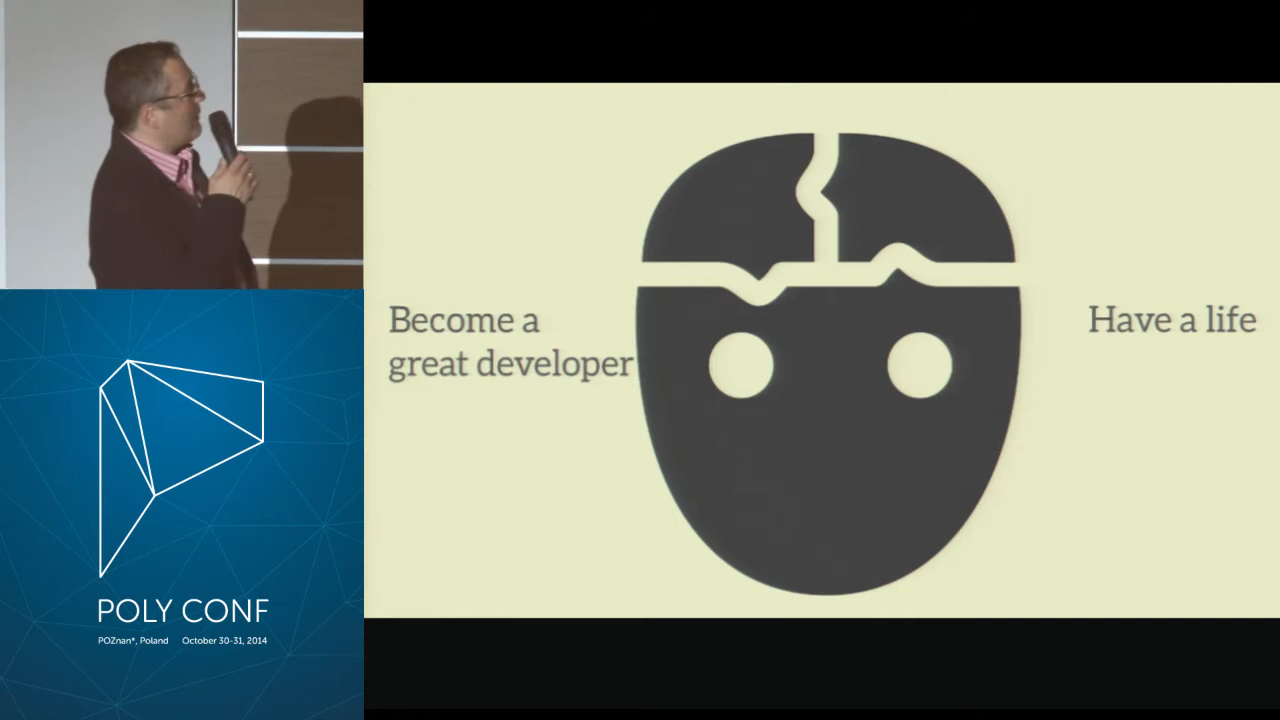 Become a
great developer
Have a life
POLY CONF
POZnan*, Poland October 30-31, 2014